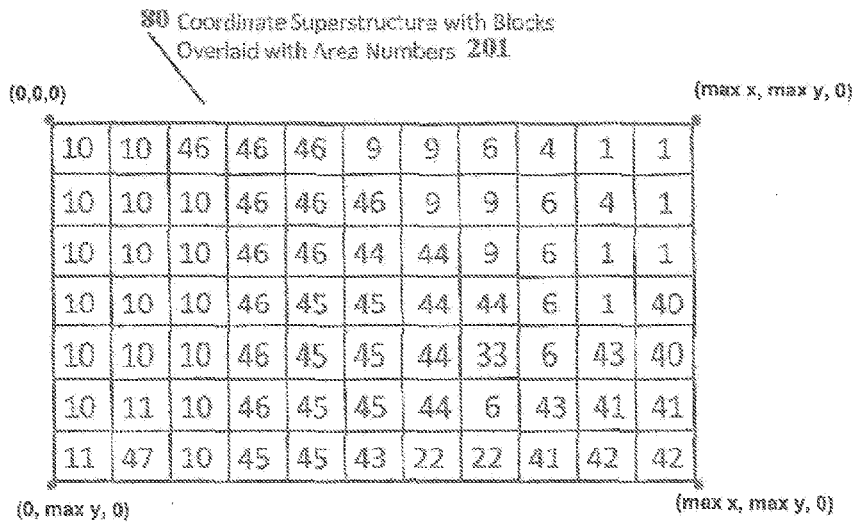 80 Coordinate Superstructure with Blocks
Overlaid with Area Numbers 201
(0,0,0) (max x, max y, 0)
10 10 46 46 46 9 9 6 4 1 1
10 10 10 46 46 46 9 9 6 4 1
10 10 10 46 46 44 44 9 6 1 1
10 10 10 46 45 45 44 44 6 1 40
10 10 10 46 45 45 44 33 6 43 40
10 11 10 46 45 45 44 6 43 41 41
11 47 10 45 45 43 22 22 41 42 42
(0, max y, 0) (max x, max y, 0)